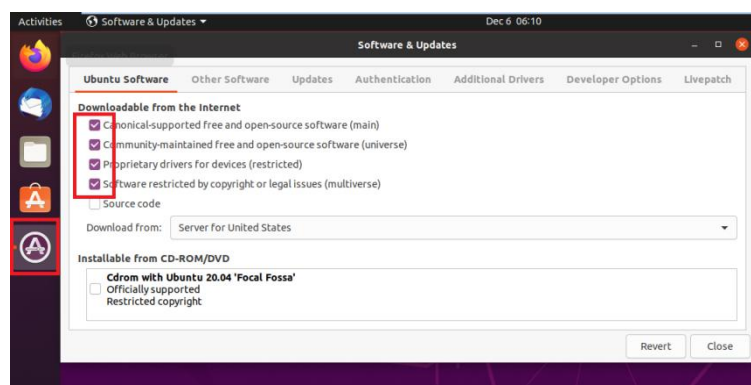 Activities Software & Updates Dec 6 06:10
Software & Updates
Ubuntu Software Other Software Updates Authentication Additional Drivers Developer Options Livepatch
Downloadable from the Internet
Canonical-supported free and open-source software (main)
Community-maintained free and open-source software (universe)
Proprietary drivers for devices (restricted)
Software restricted by copyright or legal issues (multiverse)
Source code
Download from: Server for United States
Installable from CD-ROM/DVD
Cdrom with Ubuntu 20.04 'Focal Fossa'
Officially supported
Restricted copyright
Revert Close